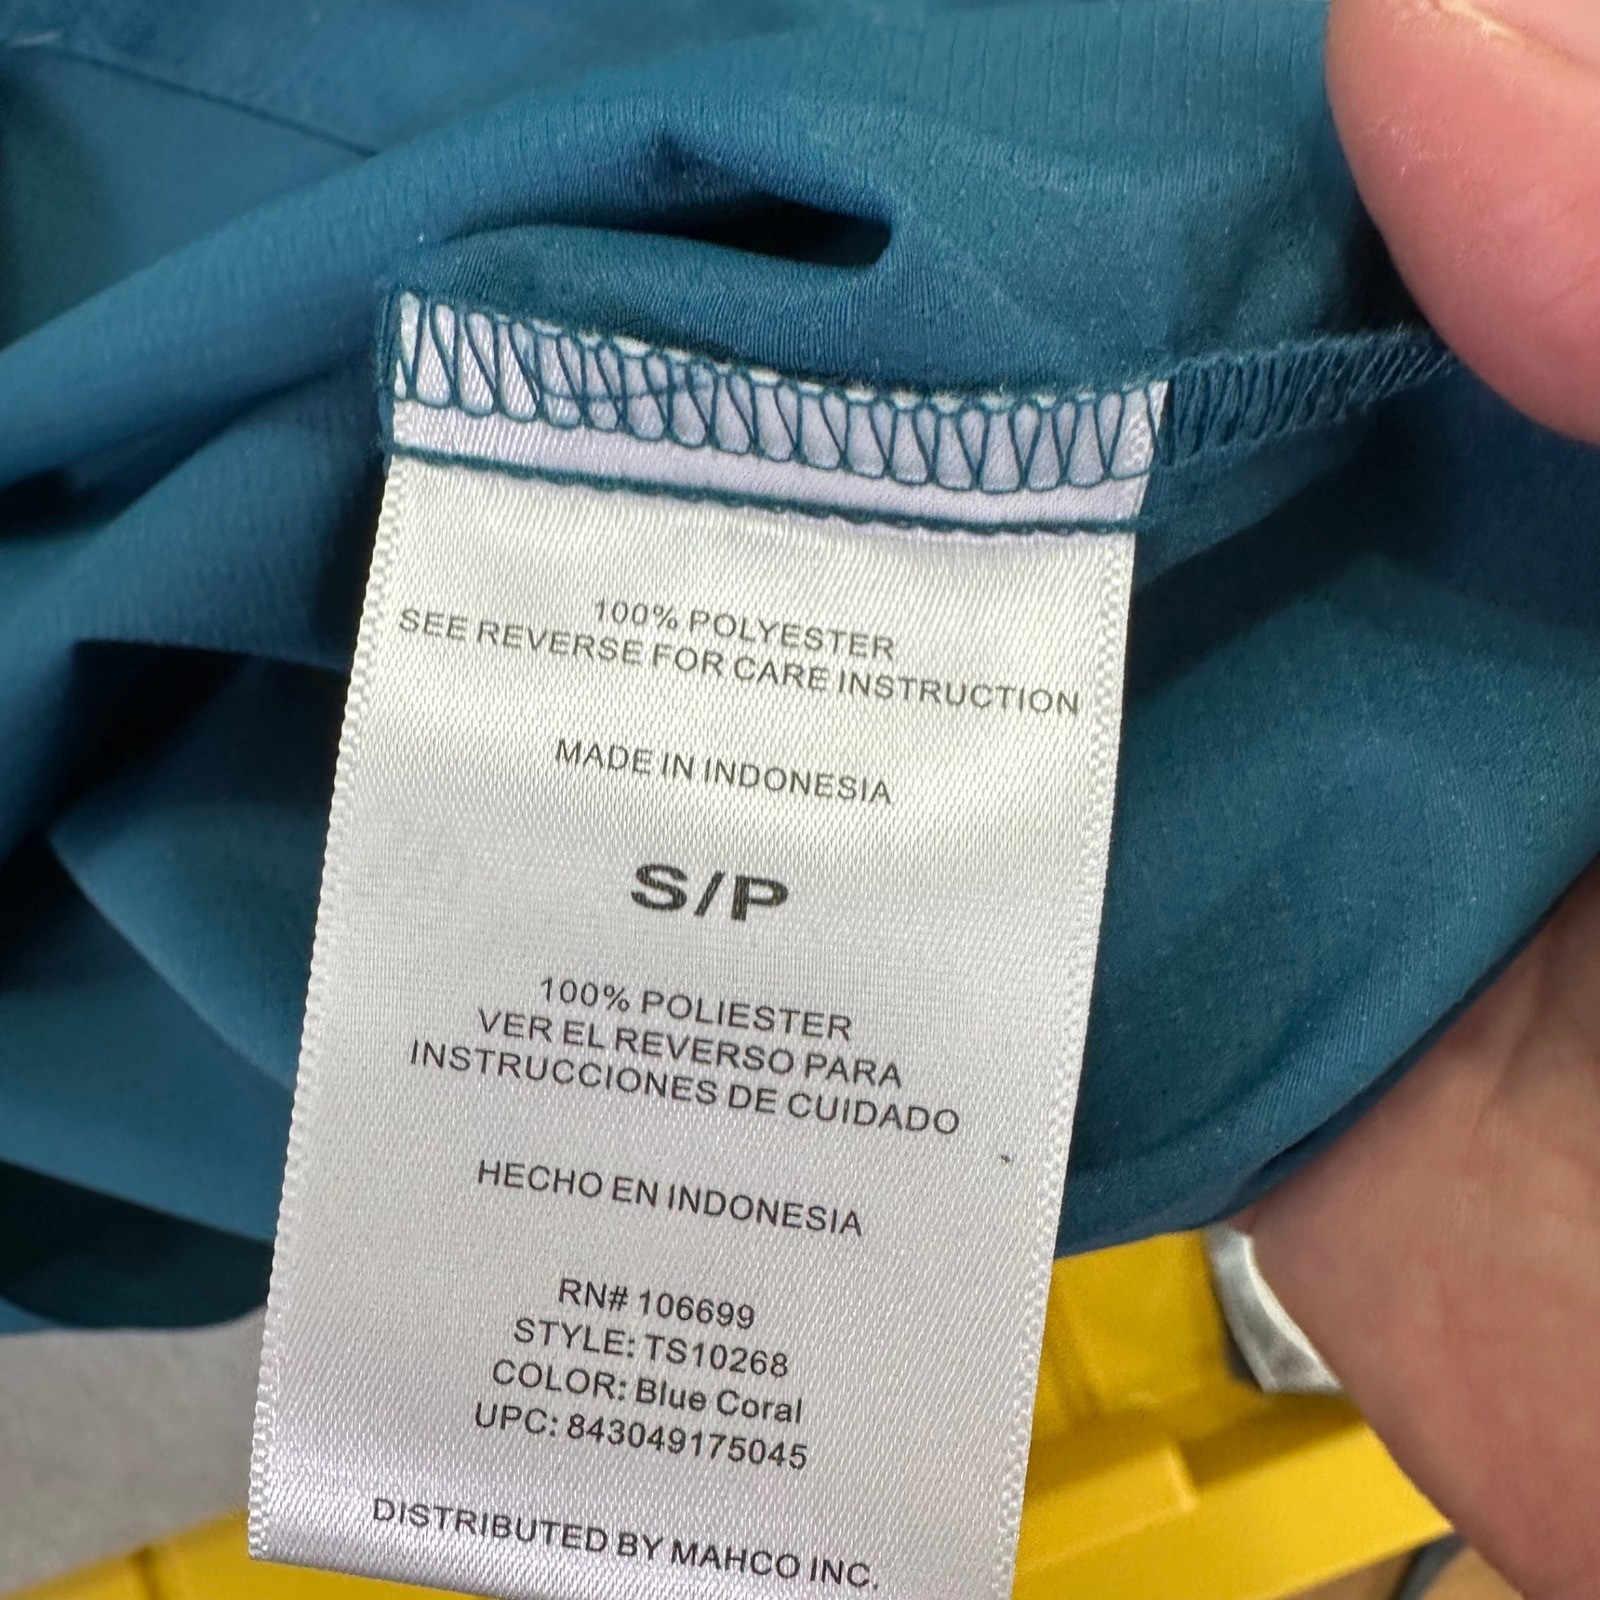 100% POLYESTER
SEE REVERSE FOR CARE INSTRUCTION
MADE IN INDONESIA
S/P
100% POLIESTER
VER EL REVERSO PARA
INSTRUCCIONES DE CUIDADO
HECHO EN INDONESIA
RN# 106699
STYLE: TS10268
COLOR: Blue Coral
UPC: 843049175045
DISTRIBUTED BY MAHCO INC.